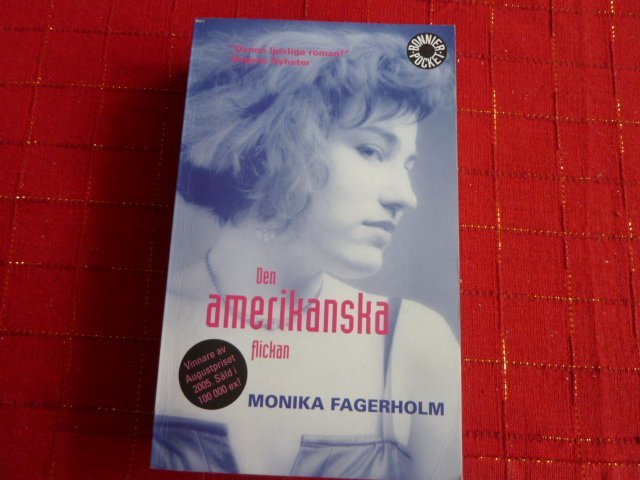 "Denna ljuvliga roman!"
Dagens Nyheter
BONNIER
POCKET
Den
amerikanska
flickan
Vinnare av
Augustpriset
2005. Såld i
100 000 ex!
MONIKA FAGERHOLM